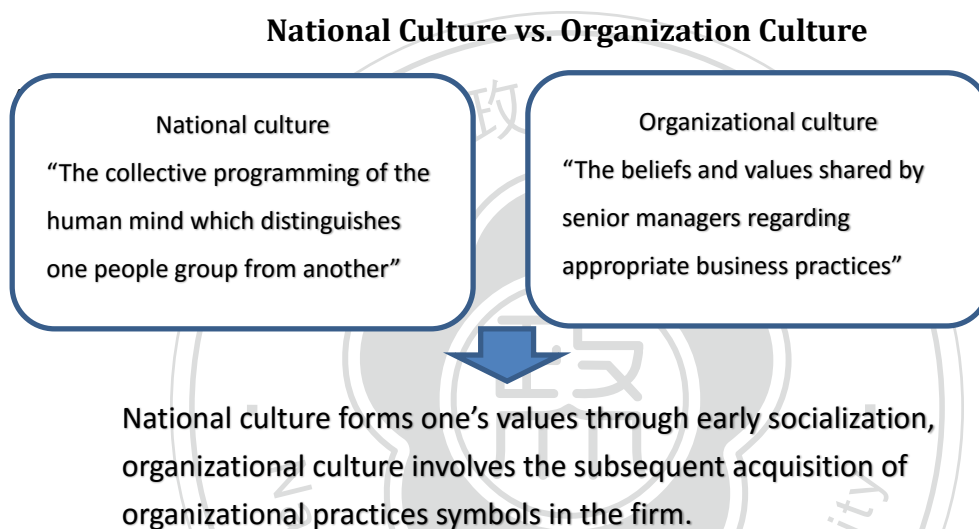 National Culture vs. Organization Culture
政
National culture
“The collective programming of the
human mind which distinguishes
one people group from another”
Organizational culture
“The beliefs and values shared by
senior managers regarding
appropriate business practices”
政
National culture forms one’s values through early socialization,
organizational culture involves the subsequent acquisition of
organizational practices symbols in the firm.